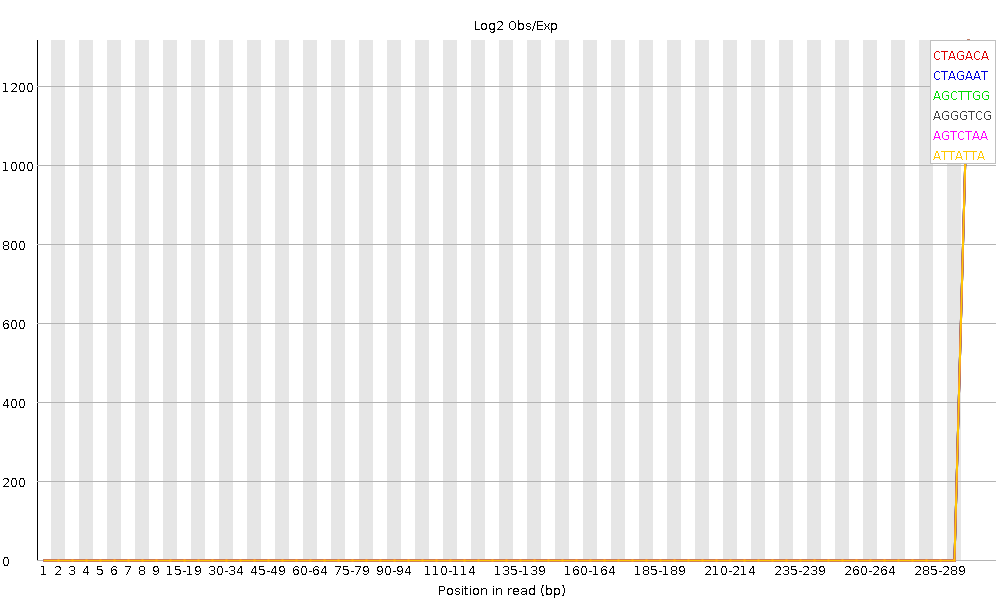 Log2 Obs/Exp
CTAGACA
CTAGAAT
AGCTTGG
AGGGTCG
AGTCTAA
ATTATTA
1200
1000
800
600
400
200
0
1 2 3 4 5 6 7 8 9 15-19 30-34 45-49 60-64 75-79 90-94 110-114 135-139 160-164 185-189 210-214 235-239 260-264 285-289
Position in read (bp)